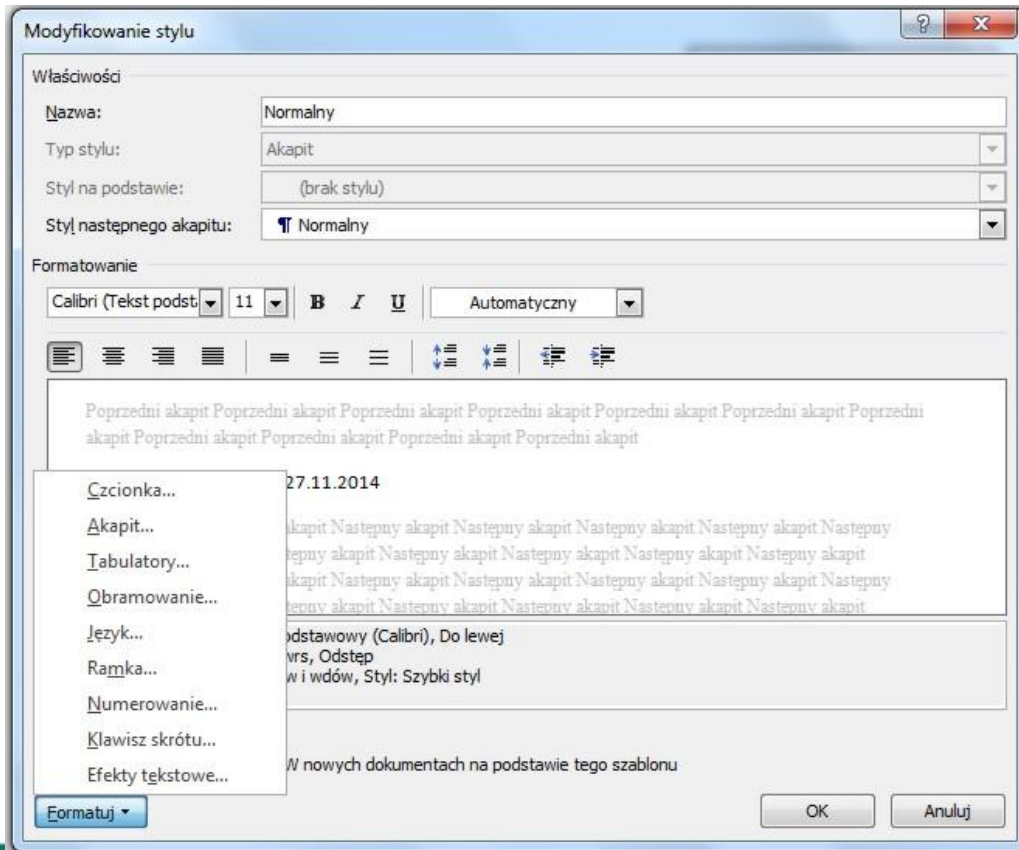 Modyfikowanie stylu
Właściwości
Nazwa: Normalny
Typ stylu: Akapit
Styl na podstawie: (brak stylu)
Styl następnego akapitu: ¶ Normalny
Formatowanie
Calibri (Tekst podst 11 B I U Automatyczny
Poprzedni akapit Poprzedni akapit Poprzedni akapit Poprzedni akapit Poprzedni akapit Poprzedni akapit Poprzedni
akapit Poprzedni akapit Poprzedni akapit Poprzedni akapit Poprzedni akapit
27.11.2014
akapit Następny akapit Następny akapit Następny akapit Następny akapit Następny
akapit Następny akapit Następny akapit Następny akapit Następny akapit
akapit Następny akapit Następny akapit Następny akapit Następny akapit Następny
akapit Następny akapit Następny akapit Następny akapit Następny akapit
odstawowy (Calibri), Do lewej
wrs, Odstęp
w i wdów, Styl: Szybki styl
W nowych dokumentach na podstawie tego szablonu
Czcionka...
Akapit...
Tabulatory...
Obramowanie...
Język...
Ramka...
Numerowanie...
Klawisz skrótu...
Efekty tekstowe...
Formatuj OK Anuluj